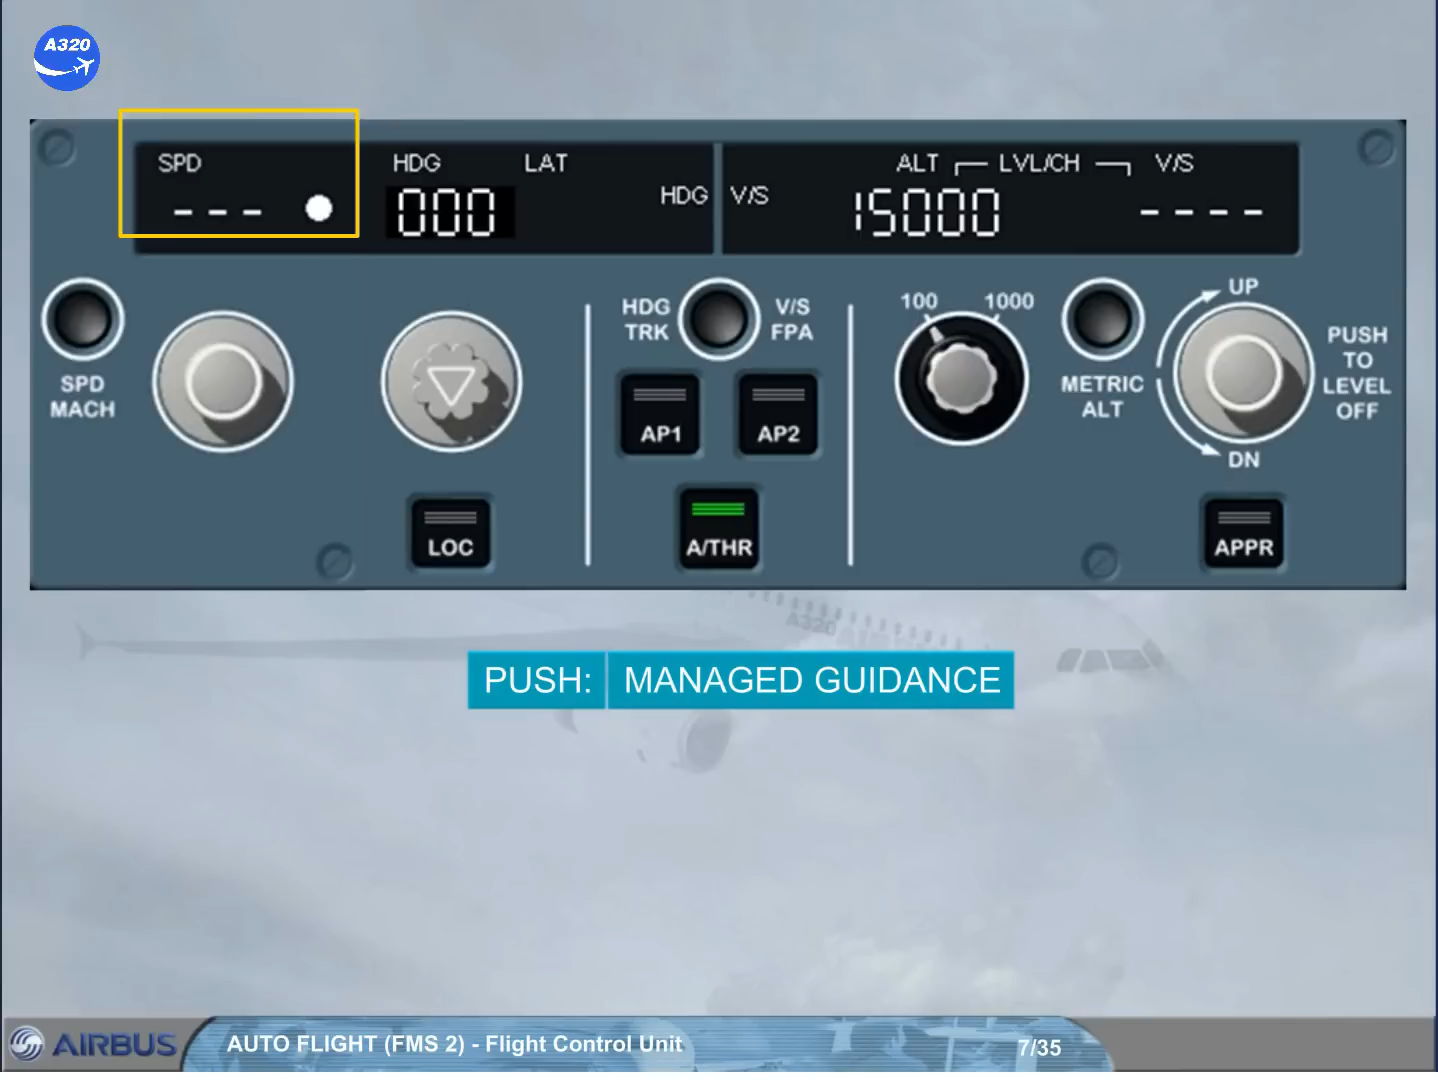 A320
SPD HDG LAT ALT LVL/CH V/S
--- 000 HDG V/S 15000 ----
SPD
MACH
HDG
TRK
V/S
FPA
100 1000
METRIC
ALT
UP
DN
PUSH
TO
LEVEL
OFF
AP1 AP2
LOC A/THR APPR
A320
PUSH: MANAGED GUIDANCE
AIRBUS AUTO FLIGHT (FMS 2) - Flight Control Unit 7/35